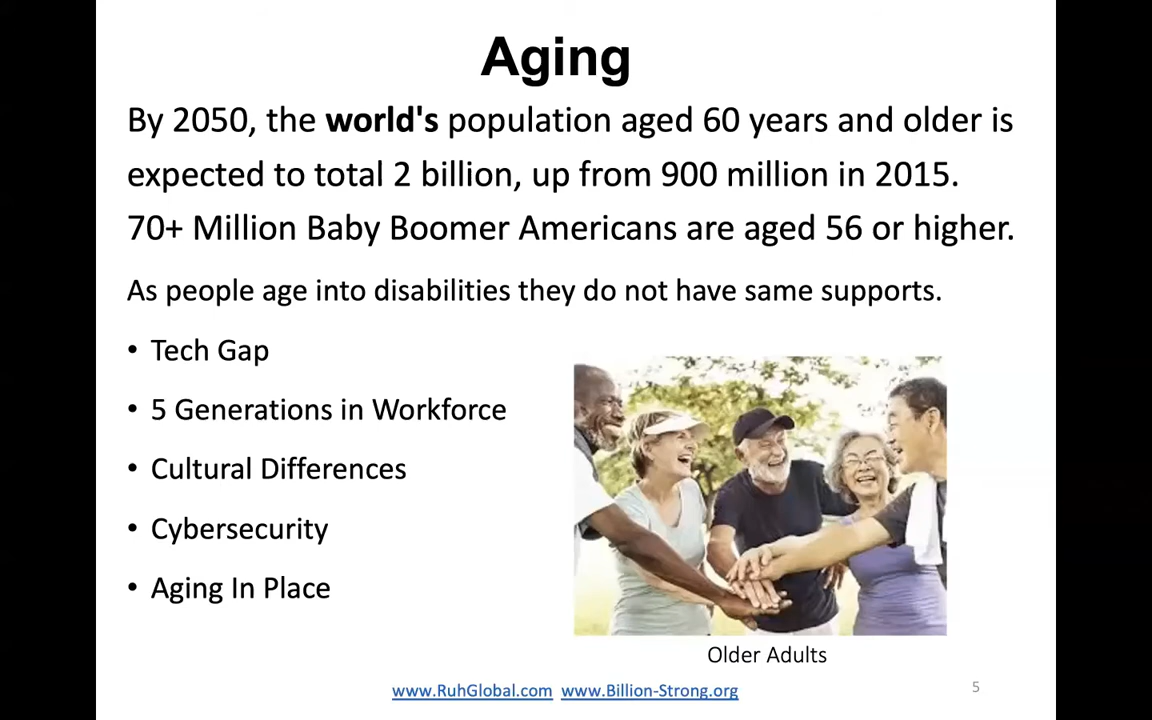 Aging
By 2050, the world's population aged 60 years and older is
expected to total 2 billion, up from 900 million in 2015.
70+ Million Baby Boomer Americans are aged 56 or higher.
As people age into disabilities they do not have same supports.
• Tech Gap
• 5 Generations in Workforce
• Cultural Differences
• Cybersecurity
• Aging In Place
Older Adults
www.RuhGlobal.com www.Billion-Strong.org
5